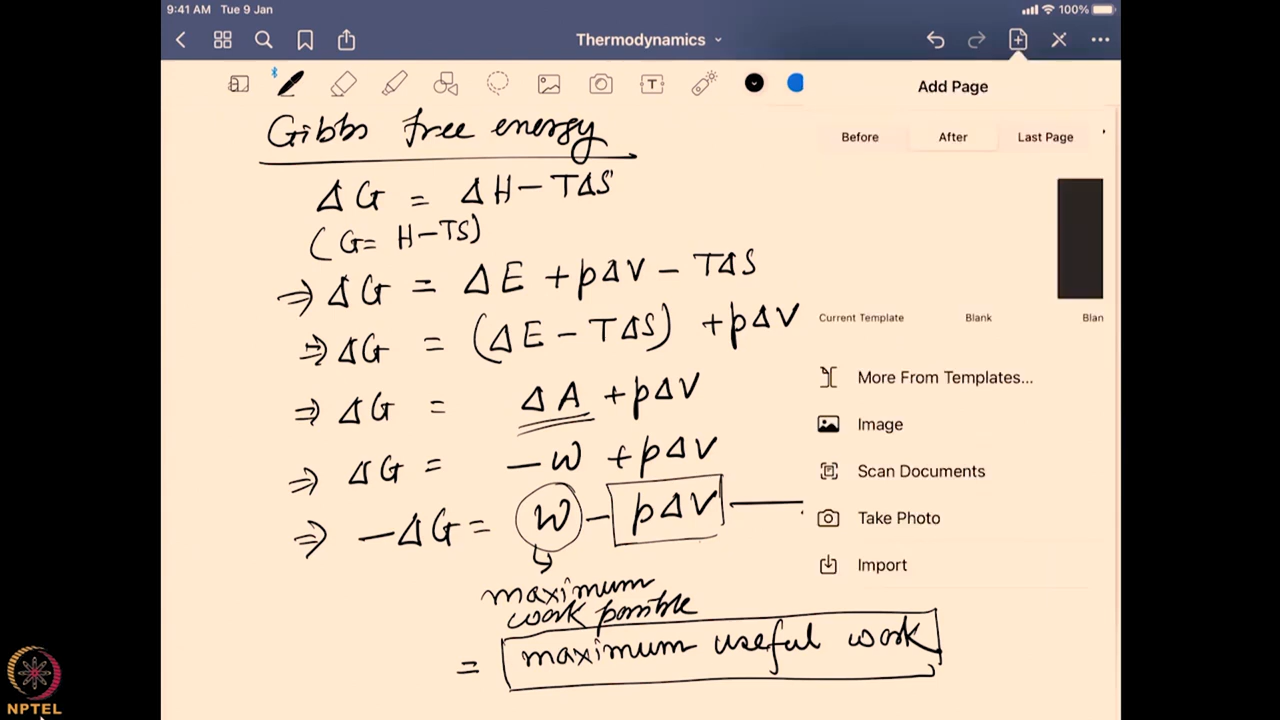 9:41 AM Tue 9 Jan
100%
Thermodynamics
Add Page
Before After Last Page
Current Template Blank Blan
More From Templates...
Image
Scan Documents
Take Photo
Import
Gibbs free energy
ΔG = ΔH - TΔS
(G = H - TS)
⇒ ΔG = ΔE + pΔV - TΔS
⇒ ΔG = (ΔE - TΔS) + pΔV
⇒ ΔG = ΔA + pΔV
⇒ ΔG = -W + pΔV
⇒ -ΔG = W - pΔV
maximum
work possible
= maximum useful work
NPTEL